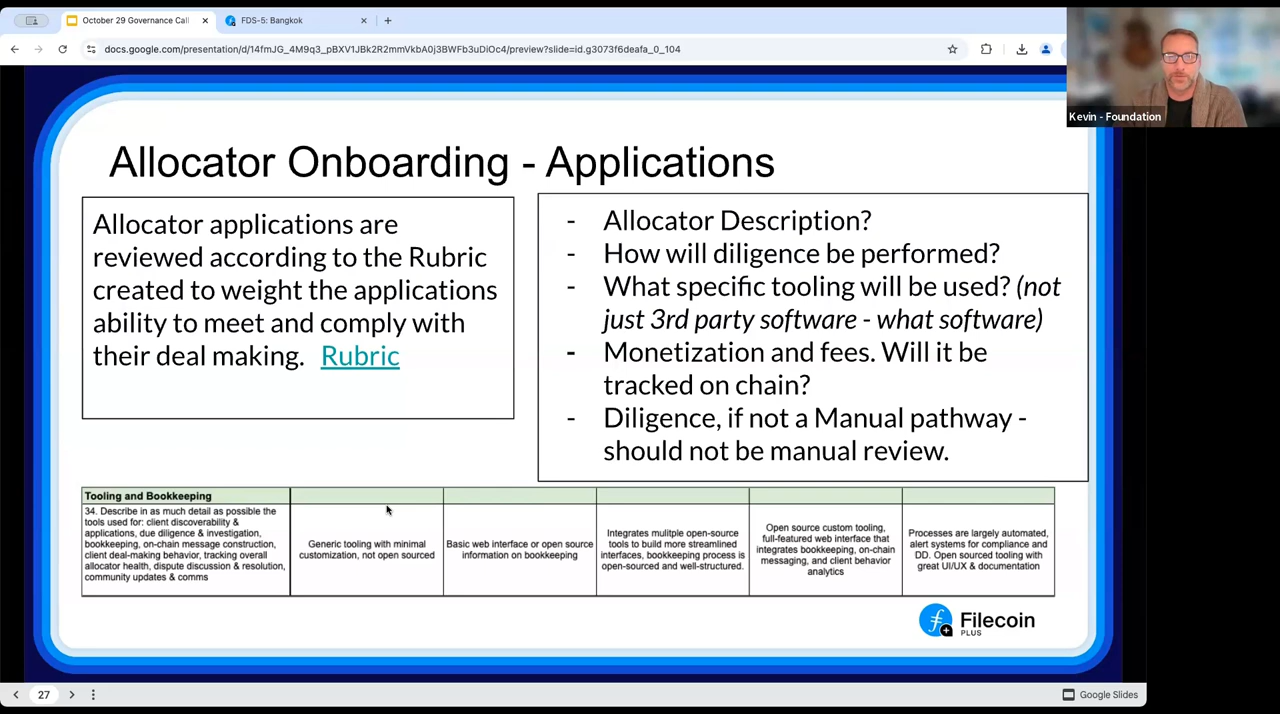 October 29 Governance Call
FDS-5: Bangkok
docs.google.com/presentation/d/14fmJG_4M9q3_pBXV1JBk2R2mmVkbA0j3BWFb3uDiOc4/preview?slide=id.g3073f6deafa_0_104
Kevin - Foundation
Allocator Onboarding - Applications
Allocator applications are
reviewed according to the Rubric
created to weight the applications
ability to meet and comply with
their deal making. Rubric
- Allocator Description?
- How will diligence be performed?
- What specific tooling will be used? (not
just 3rd party software - what software)
- Monetization and fees. Will it be
tracked on chain?
- Diligence, if not a Manual pathway -
should not be manual review.
Tooling and Bookkeeping
34. Describe in as much detail as possible the
tools used for: client discoverability &
applications, due diligence & investigation,
bookkeeping, on-chain message construction,
client deal-making behavior, tracking overall
allocator health, dispute discussion & resolution,
community updates & comms
Generic tooling with minimal
customization, not open sourced
Basic web interface or open source
information on bookkeeping
Integrates mulitple open-source
tools to build more streamlined
interfaces, bookkeeping process is
open-sourced and well-structured.
Open source custom tooling,
full-featured web interface that
integrates bookkeeping, on-chain
messaging, and client behavior
analytics
Processes are largely automated,
alert systems for compliance and
DD. Open sourced tooling with
great UI/UX & documentation
Filecoin
PLUS
27
Google Slides